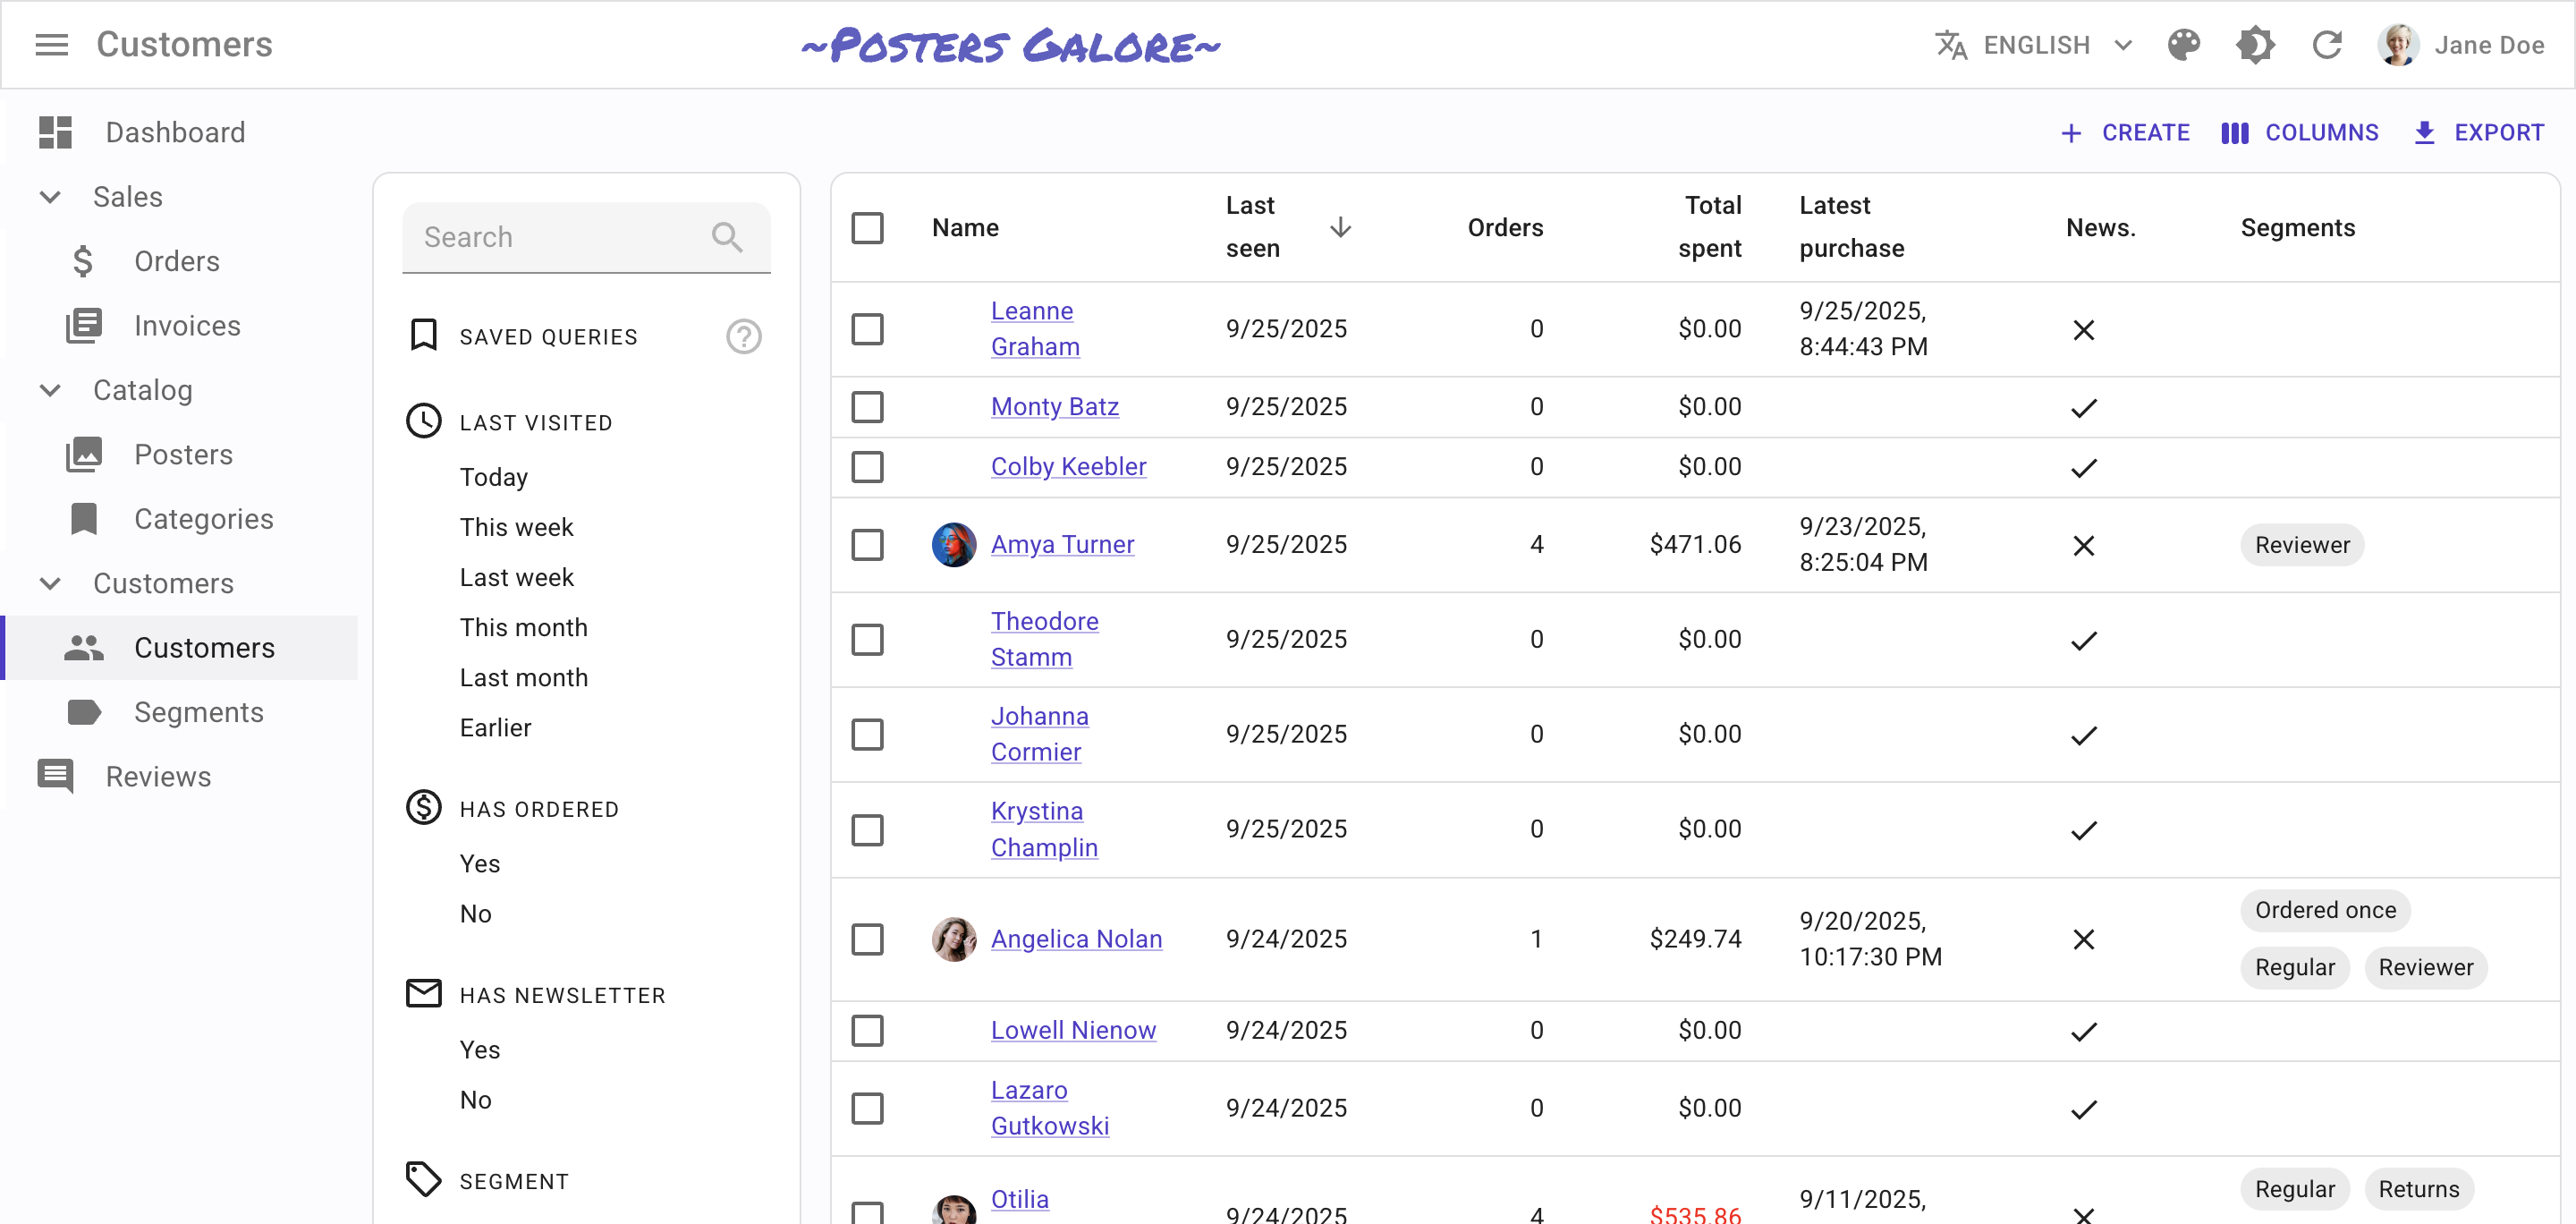 Customers
~Posters Galore~
ENGLISH
Jane Doe
Dashboard
Sales
Orders
Invoices
Catalog
Posters
Categories
Customers
Customers
Segments
Reviews
CREATE
COLUMNS
EXPORT
Search
SAVED QUERIES
?
LAST VISITED
Today
This week
Last week
This month
Last month
Earlier
HAS ORDERED
Yes
No
HAS NEWSLETTER
Yes
No
SEGMENT
Name
Last
seen
Orders
Total
spent
Latest
purchase
News.
Segments
Leanne
Graham
9/25/2025
0
$0.00
9/25/2025,
8:44:43 PM
Monty Batz
9/25/2025
0
$0.00
Colby Keebler
9/25/2025
0
$0.00
Amya Turner
9/25/2025
4
$471.06
9/23/2025,
8:25:04 PM
Reviewer
Theodore
Stamm
9/25/2025
0
$0.00
Johanna
Cormier
9/25/2025
0
$0.00
Krystina
Champlin
9/25/2025
0
$0.00
Angelica Nolan
9/24/2025
1
$249.74
9/20/2025,
10:17:30 PM
Ordered once
Regular
Reviewer
Lowell Nienow
9/24/2025
0
$0.00
Lazaro
Gutkowski
9/24/2025
0
$0.00
Otilia
9/24/2025
4
$535.86
9/11/2025,
Regular
Returns